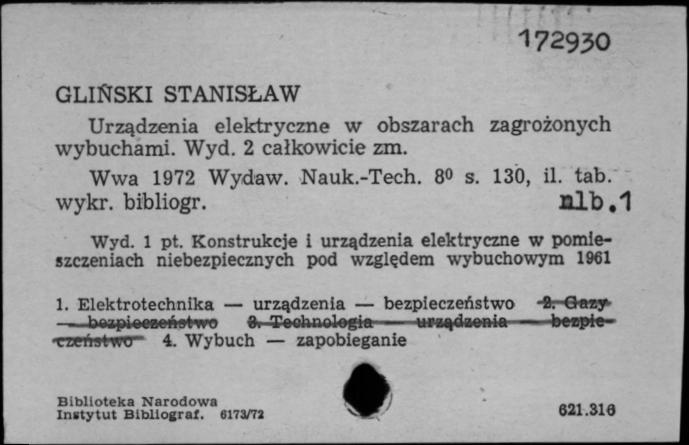 172930
GLIŃSKI STANISŁAW
Urządzenia elektryczne w obszarach zagrożonych
wybuchami. Wyd. 2 całkowicie zm.
Wwa 1972 Wydaw. Nauk.-Tech. 8⁰ s. 130, il. tab.
wykr. bibliogr. nlb.1
Wyd. 1 pt. Konstrukcje i urządzenia elektryczne w pomie-
szczeniach niebezpiecznych pod względem wybuchowym 1961
1. Elektrotechnika — urządzenia — bezpieczeństwo 2. Gazy
— bezpieczeństwo 3. Technologia — urządzenia — bezpie-
czeństwo 4. Wybuch — zapobieganie
Biblioteka Narodowa
Instytut Bibliograf. 6173/72 621.316